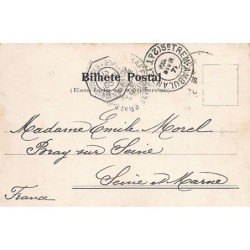 Bilhete Postal
Madame Emile Morel
Bray sur Seine
Seine et Marne
France